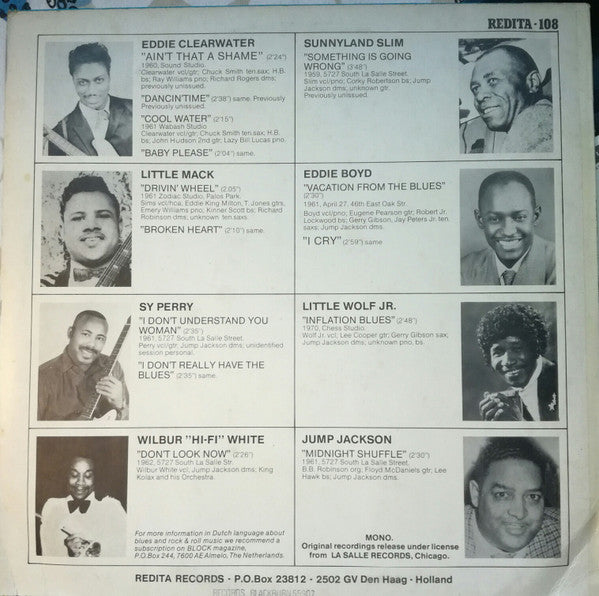 REDITA - 108
EDDIE CLEARWATER
"AIN'T THAT A SHAME" (2'24")
1960, Sound Studio.
Clearwater vcl/gtr; Chuck Smith ten.sax; H.B.
bs; Ray Williams pno; Richard Rogers dms;
previously unissued.
"DANCIN'TIME" (2'38") same. Previously
Previously unissued.
"COOL WATER" (2'15")
1961 Wabash Studio
Clearwater vcl/gtr; Chuck Smith ten sax; H.B.
bs; John Hudson 2nd gtr; Lazy Bill Lucas pno.
"BABY PLEASE" (2'04") same.
SUNNYLAND SLIM
"SOMETHING IS GOING
WRONG" (3'48")
1959, 5727 South La Salle Street.
Slim vcl/pno; Corky Robertson bs; Jump
Jackson dms, unknown gtr.
Previously unissued.
LITTLE MACK
"DRIVIN' WHEEL" (2.05")
1961 Zodiac Studio, Palos Park.
Sims vcl/hca, Eddie King Milton, T. Jones gtrs,
Emery Williams pno; Kinner Scott bs; Richard
Robinson dms; unknown ten.sax.
"BROKEN HEART" (2'10") same.
EDDIE BOYD
"VACATION FROM THE BLUES"
(2'30")
1961, April 27, 46th East Oak Str.
Boyd vcl/pno; Eugene Pearson gtr; Robert Jr.
Lockwood bs; Gerry Gibson, Jay Peters Jr. ten.
saxs; Jump Jackson dms.
"I CRY" (2'59") same
SY PERRY
"I DON'T UNDERSTAND YOU
WOMAN" (2'35")
1961, 5727 South La Salle Street.
Perry vcl/gtr; Jump Jackson dms; unidentified
session personal.
"I DON'T REALLY HAVE THE
BLUES" (2'35") same.
LITTLE WOLF JR.
"INFLATION BLUES" (2'48")
1970, Chess Studio.
Wolf Jr. vcl; Lee Cooper gtr; Gerry Gibson sax;
Jump Jackson dms; unknown pno, bs.
WILBUR "HI-FI" WHITE
"DON'T LOOK NOW" (2'26")
1962, 5727 South La Salle Str.
Wilbur White vcl, Jump Jackson dms; King
Kolax and his Orchestra.
For more information in Dutch language about
blues and rock & roll music we recommend a
subscription on BLOCK magazine,
P.O.Box 244, 7600 AE Almelo, The Netherlands.
JUMP JACKSON
"MIDNIGHT SHUFFLE" (2'30")
1961, 5727 South La Salle Street.
B.B. Robinson org; Floyd McDaniels gtr; Lee
Hawk bs; Jump Jackson dms.
MONO.
Original recordings release under license
from LA SALLE RECORDS, Chicago.
REDITA RECORDS - P.O.Box 23812 - 2502 GV Den Haag - Holland
RECORDS BLACKBURN 55907